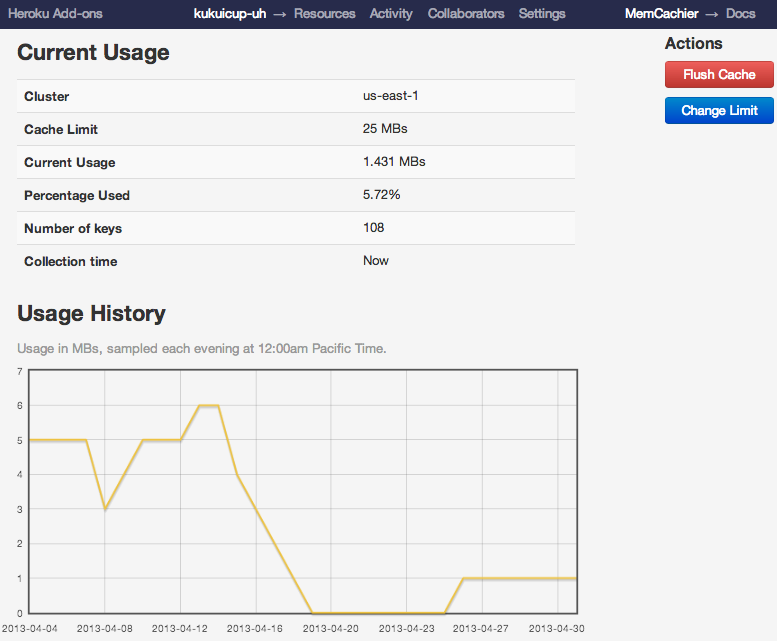 Heroku Add-ons kukuicup-uh → Resources Activity Collaborators Settings MemCachier → Docs
Current Usage
Actions
Flush Cache
Change Limit
Cluster us-east-1
Cache Limit 25 MBs
Current Usage 1.431 MBs
Percentage Used 5.72%
Number of keys 108
Collection time Now
Usage History
Usage in MBs, sampled each evening at 12:00am Pacific Time.
7
6
5
4
3
2
1
0
2013-04-04 2013-04-08 2013-04-12 2013-04-16 2013-04-20 2013-04-23 2013-04-27 2013-04-30